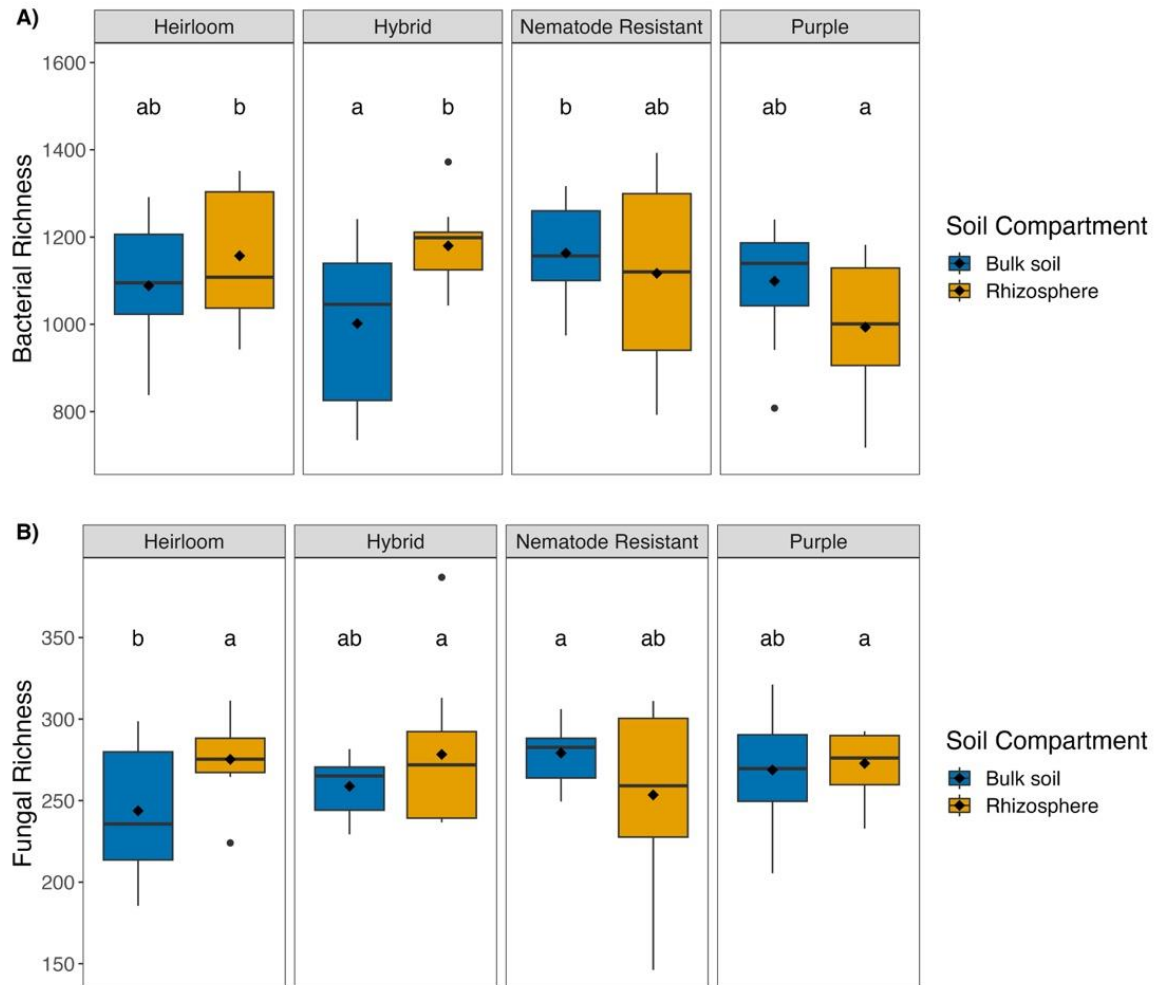 A)
Heirloom Hybrid Nematode Resistant Purple
1600
ab b a b b ab ab a
1400
1200
1000
800
Bacterial Richness
Soil Compartment
Bulk soil
Rhizosphere
B)
Heirloom Hybrid Nematode Resistant Purple
b a ab a a ab ab a
350
300
250
200
150
Fungal Richness
Soil Compartment
Bulk soil
Rhizosphere